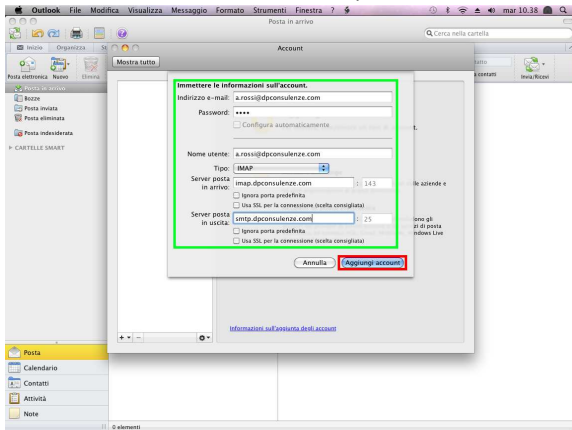 Outlook File Modifica Visualizza Messaggio Formato Strumenti Finestra ?
mar 10.38
Posta in arrivo
Cerca nella cartella
Inizio Organizza
Account
Mostra tutto
Posta elettronica Nuovo Elimina
Invia/Ricevi
Posta in arrivo
Bozze
Posta inviata
Posta eliminata
Posta indesiderata
CARTELLE SMART
Immettere le informazioni sull'account.
Indirizzo e-mail: a.rossi@dpconsulenze.com
Password: ••••
Configura automaticamente
Nome utente: a.rossi@dpconsulenze.com
Tipo: IMAP
Server posta in arrivo: imap.dpconsulenze.com : 143
Ignora porta predefinita
Usa SSL per la connessione (scelta consigliata)
Server posta in uscita: smtp.dpconsulenze.com : 25
Ignora porta predefinita
Usa SSL per la connessione (scelta consigliata)
Annulla Aggiungi account
Informazioni sull'aggiunta degli account
Posta
Calendario
Contatti
Attività
Note
0 elementi